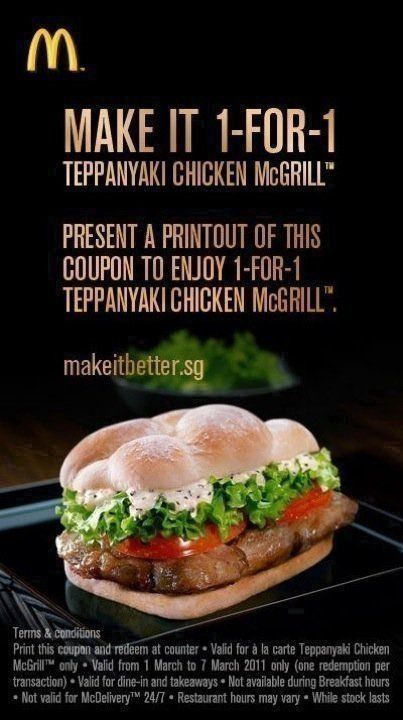 MAKE IT 1-FOR-1
TEPPANYAKI CHICKEN McGRILL™
PRESENT A PRINTOUT OF THIS
COUPON TO ENJOY 1-FOR-1
TEPPANYAKI CHICKEN McGRILL™.
makeitbetter.sg
Terms & conditions
Print this coupon and redeem at counter • Valid for à la carte Teppanyaki Chicken
McGrill™ only • Valid from 1 March to 7 March 2011 only (one redemption per
transaction) • Valid for dine-in and takeaways • Not available during Breakfast hours
• Not valid for McDelivery™ 24/7 • Restaurant hours may vary • While stock lasts